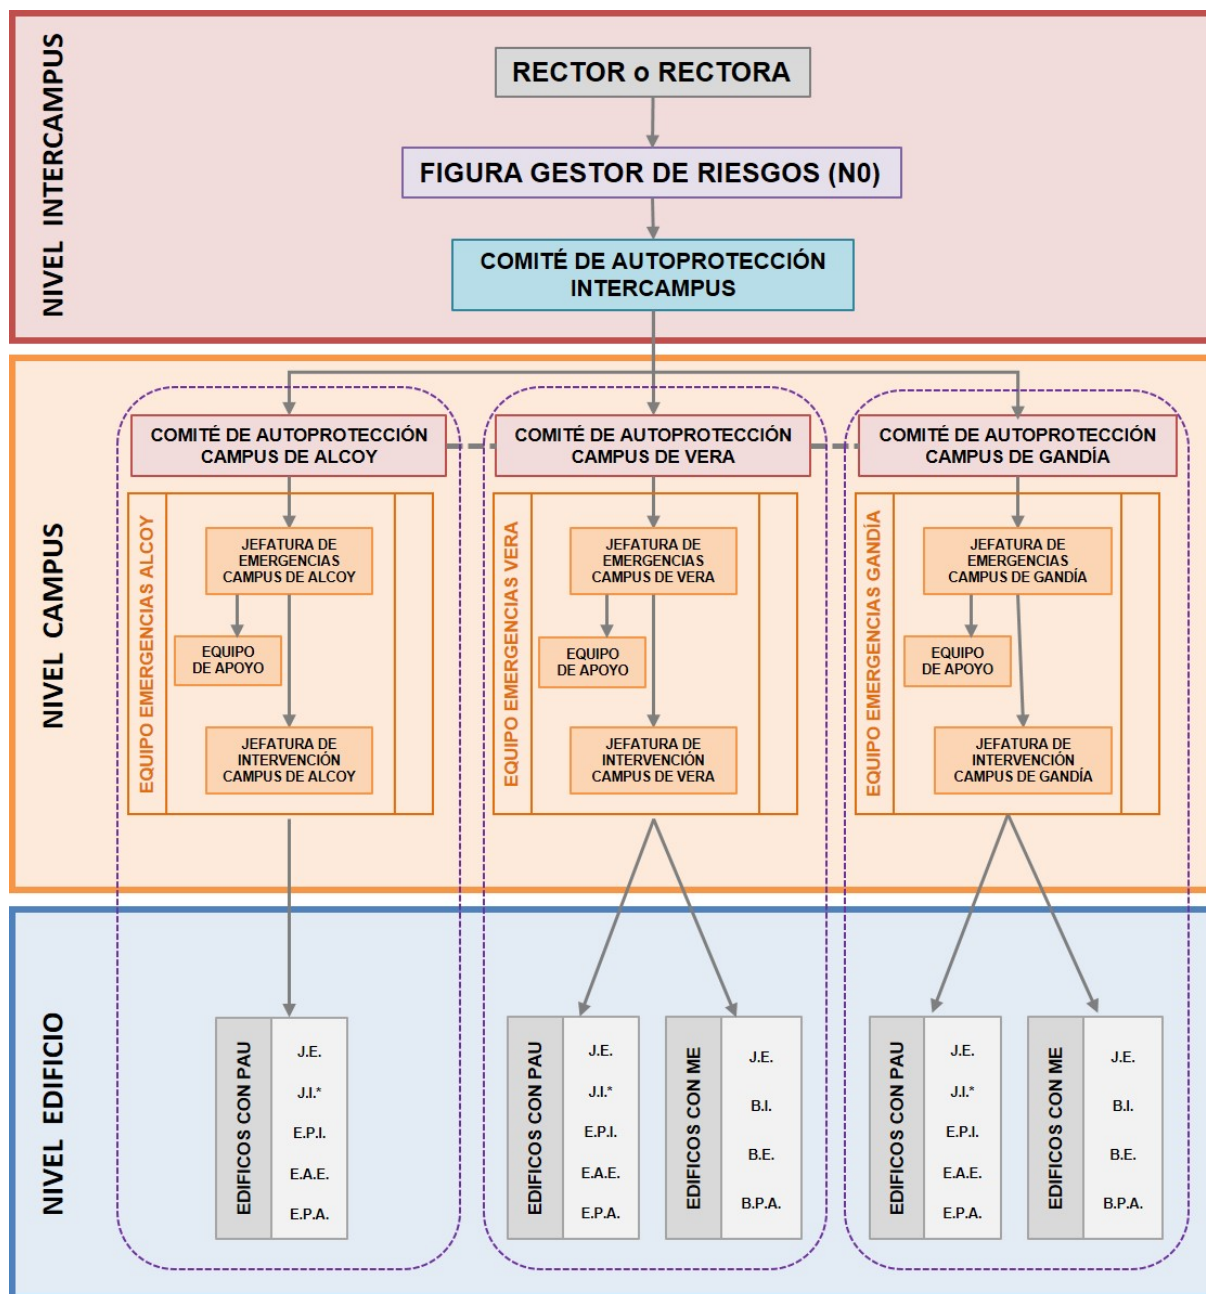 NIVEL INTERCAMPUS
RECTOR o RECTORA
FIGURA GESTOR DE RIESGOS (N0)
COMITÉ DE AUTOPROTECCIÓN
INTERCAMPUS
NIVEL CAMPUS
COMITÉ DE AUTOPROTECCIÓN
CAMPUS DE ALCOY
EQUIPO EMERGENCIAS ALCOY
JEFATURA DE
EMERGENCIAS
CAMPUS DE ALCOY
EQUIPO
DE APOYO
JEFATURA DE
INTERVENCIÓN
CAMPUS DE ALCOY
COMITÉ DE AUTOPROTECCIÓN
CAMPUS DE VERA
EQUIPO EMERGENCIAS VERA
JEFATURA DE
EMERGENCIAS
CAMPUS DE VERA
EQUIPO
DE APOYO
JEFATURA DE
INTERVENCIÓN
CAMPUS DE VERA
COMITÉ DE AUTOPROTECCIÓN
CAMPUS DE GANDÍA
EQUIPO EMERGENCIAS GANDÍA
JEFATURA DE
EMERGENCIAS
CAMPUS DE GANDÍA
EQUIPO
DE APOYO
JEFATURA DE
INTERVENCIÓN
CAMPUS DE GANDÍA
NIVEL EDIFICIO
EDIFICOS CON PAU
J.E.
J.I.*
E.P.I.
E.A.E.
E.P.A.
EDIFICOS CON PAU
J.E.
J.I.*
E.P.I.
E.A.E.
E.P.A.
EDIFICOS CON ME
J.E.
B.I.
B.E.
B.P.A.
EDIFICOS CON PAU
J.E.
J.I.*
E.P.I.
E.A.E.
E.P.A.
EDIFICOS CON ME
J.E.
B.I.
B.E.
B.P.A.